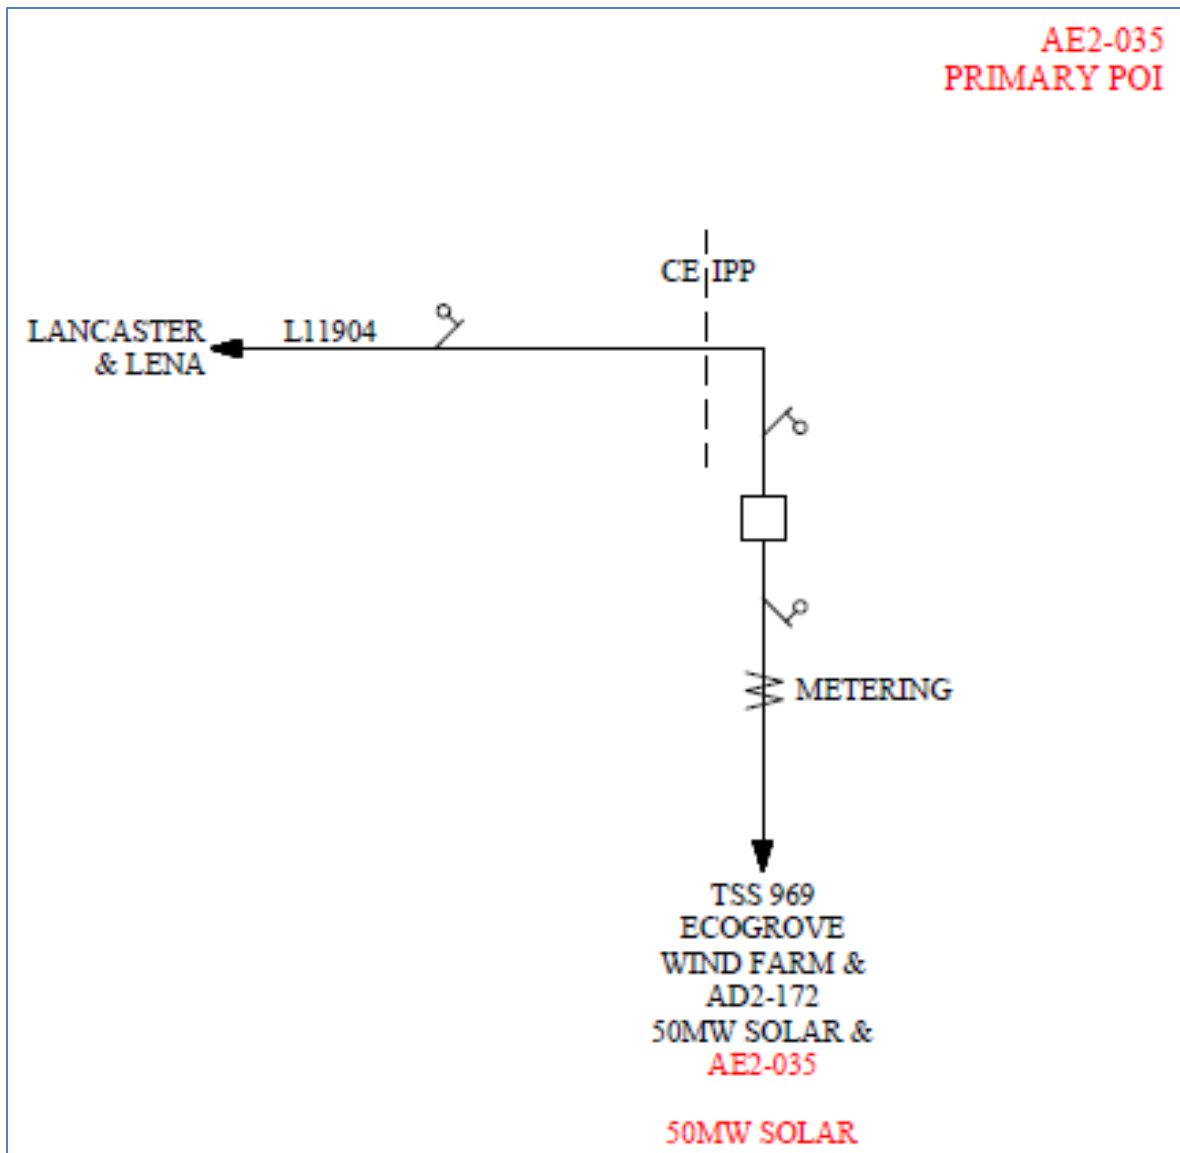 AE2-035
PRIMARY POI
CE IPP
LANCASTER
& LENA
L11904
METERING
TSS 969
ECOGROVE
WIND FARM &
AD2-172
50MW SOLAR &
AE2-035
50MW SOLAR